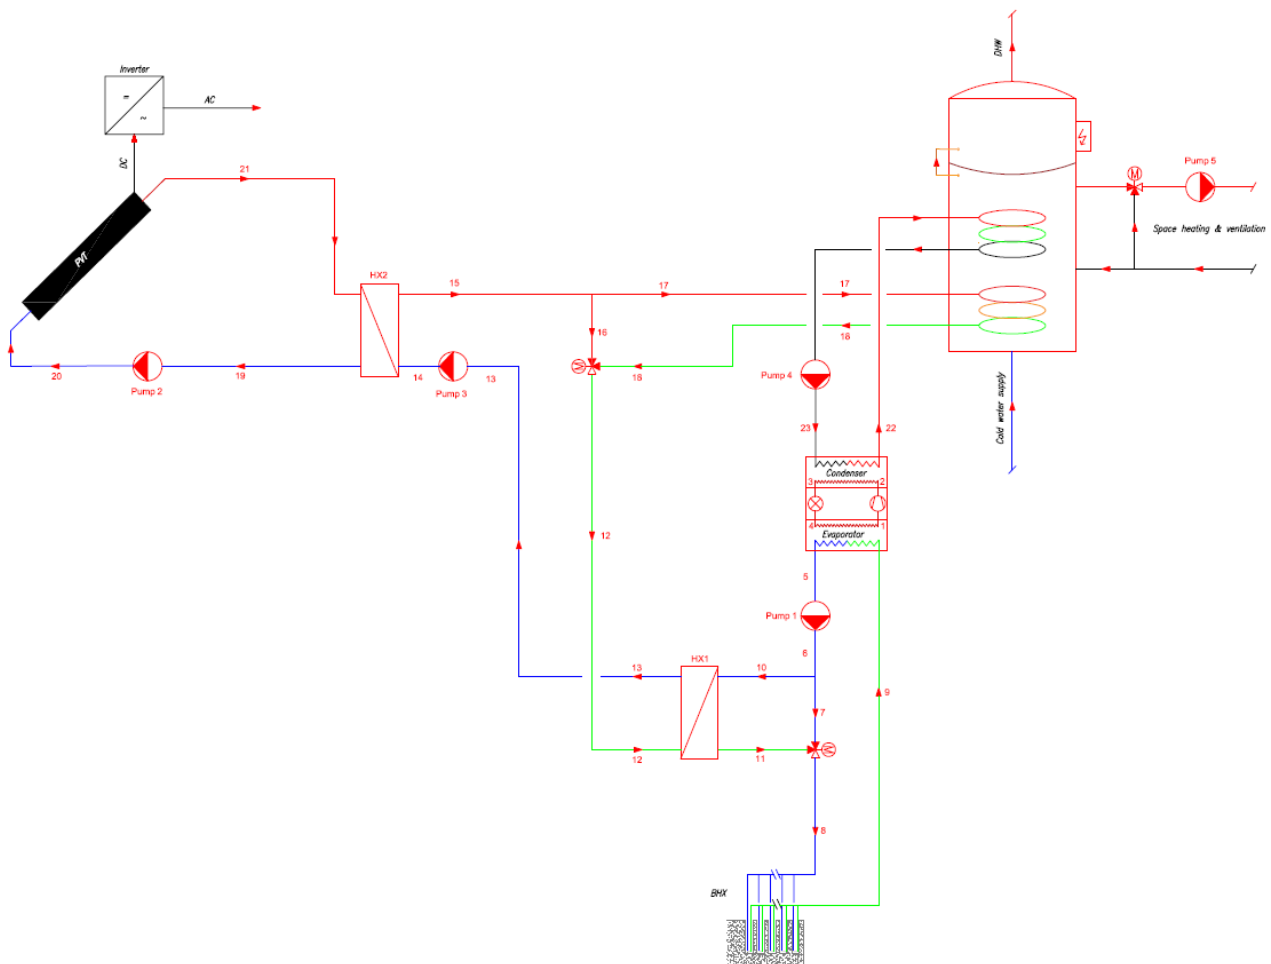 DHW
Inverter
=
~
AC
DC
Pump 5
M
21
PVT
Space heating & ventilation
HX2
15
17
17
16
18
M
20
19
14
13
18
Pump 2
Pump 3
Pump 4
Cold water supply
23
22
Condenser
3
2
12
4
1
Evaporator
5
Pump 1
6
HX1
13
10
9
7
M
12
11
8
BHX